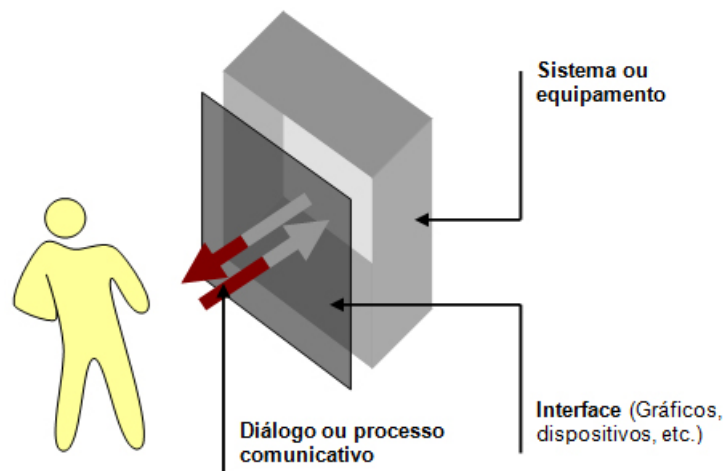 Sistema ou
equipamento
Interface (Gráficos,
dispositivos, etc.)
Diálogo ou processo
comunicativo